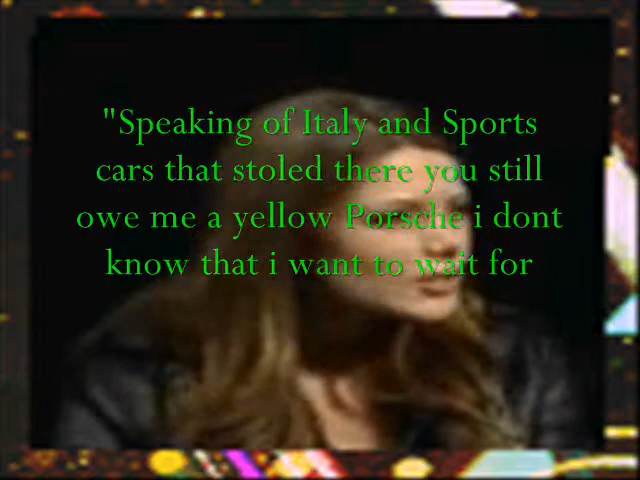 "Speaking of Italy and Sports
cars that stoled there you still
owe me a yellow Porsche i dont
know that i want to wait for